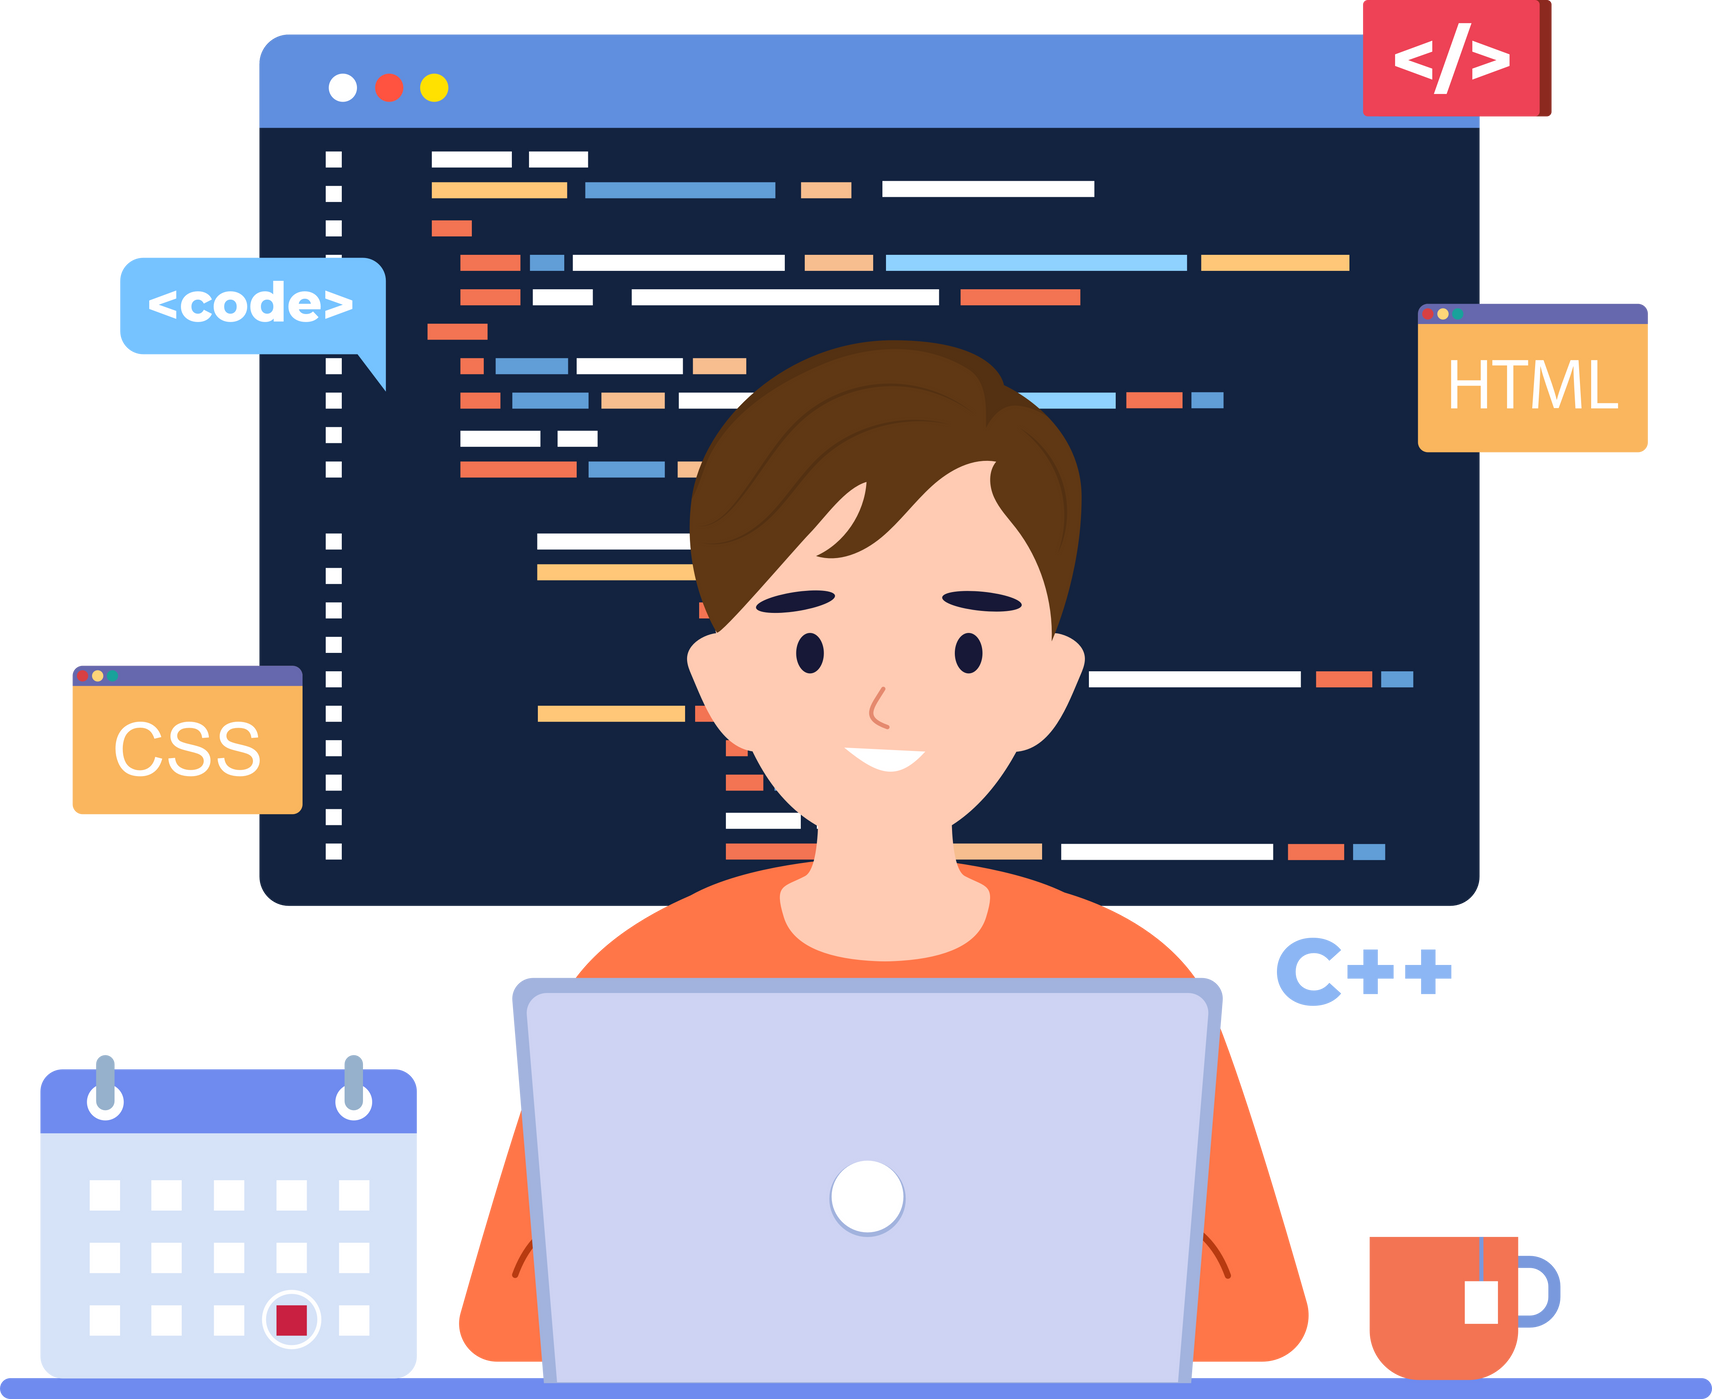 </>
<code>
HTML
CSS
C++